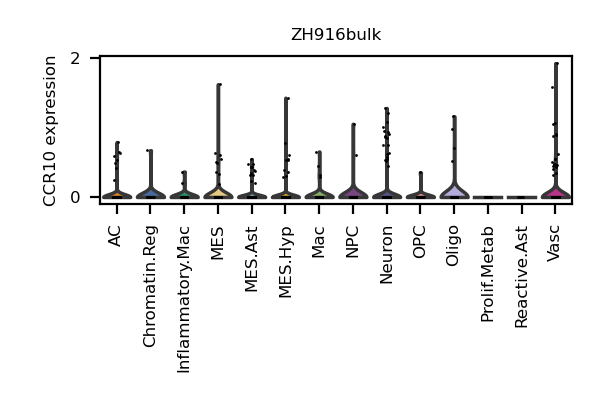 ZH916bulk
CCR10 expression
2
0
AC
Chromatin.Reg
Inflammatory.Mac
MES
MES.Ast
MES.Hyp
Mac
NPC
Neuron
OPC
Oligo
Prolif.Metab
Reactive.Ast
Vasc